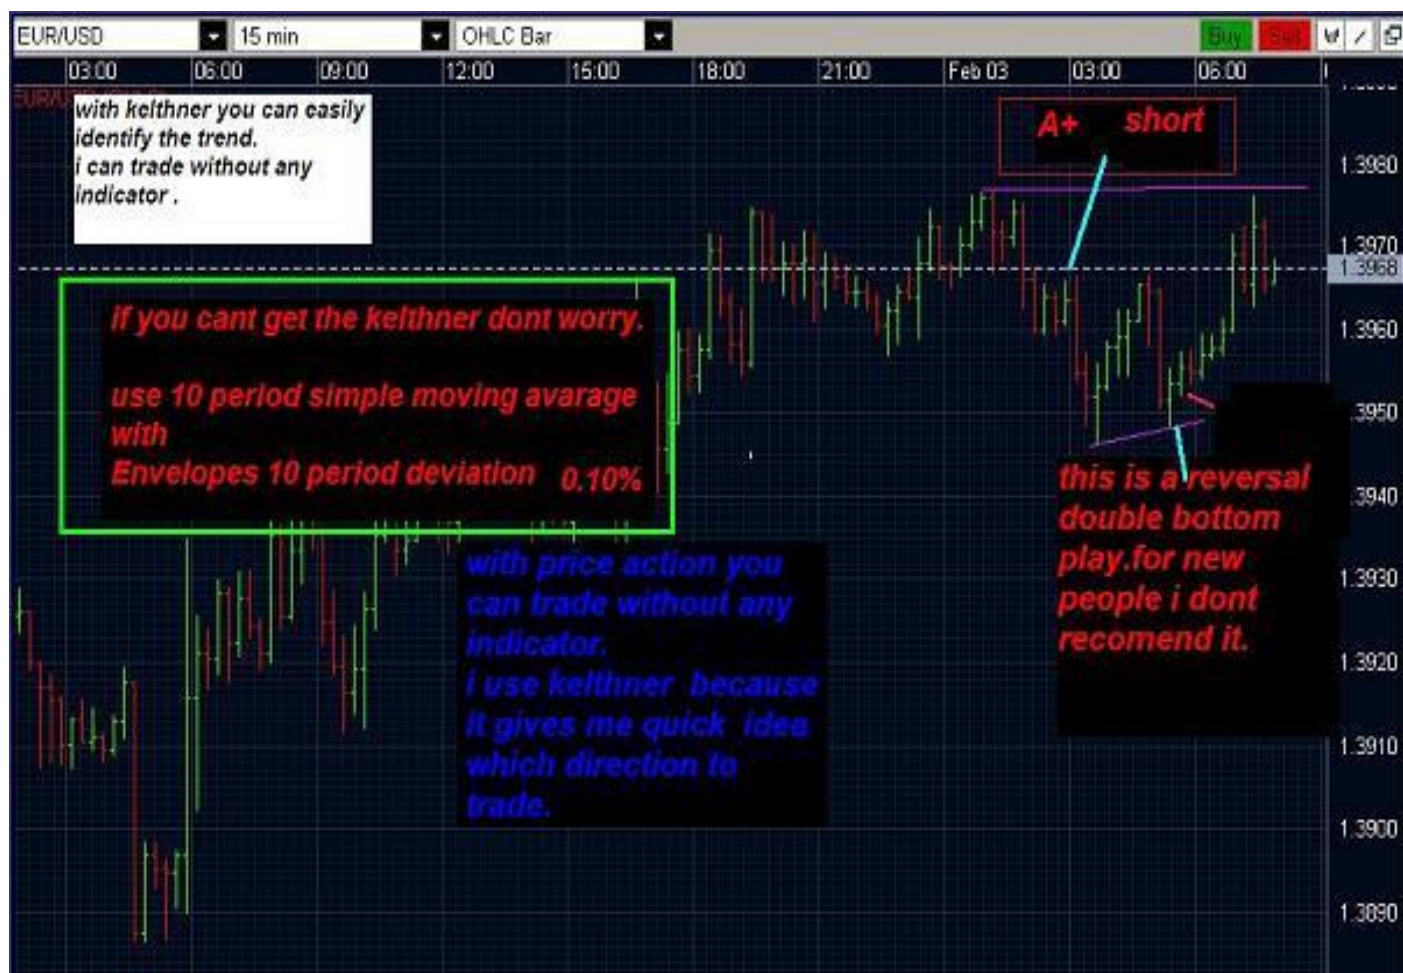 EUR/USD 15 min OHLC Bar Buy Sell
03:00 06:00 09:00 12:00 15:00 18:00 21:00 Feb 03 03:00 06:00
with kelthner you can easily
identify the trend.
i can trade without any
indicator .
A+ short
1.3980
1.3970
1.3968
1.3960
1.3950
1.3940
1.3930
1.3920
1.3910
1.3900
1.3890
if you cant get the kelthner dont worry.
use 10 period simple moving avarage
with
Envelopes 10 period deviation 0.10%
this is a reversal
double bottom
play.for new
people i dont
recomend it.
with price action you
can trade without any
indicator.
i use kelthner because
it gives me quick idea
which direction to
trade.